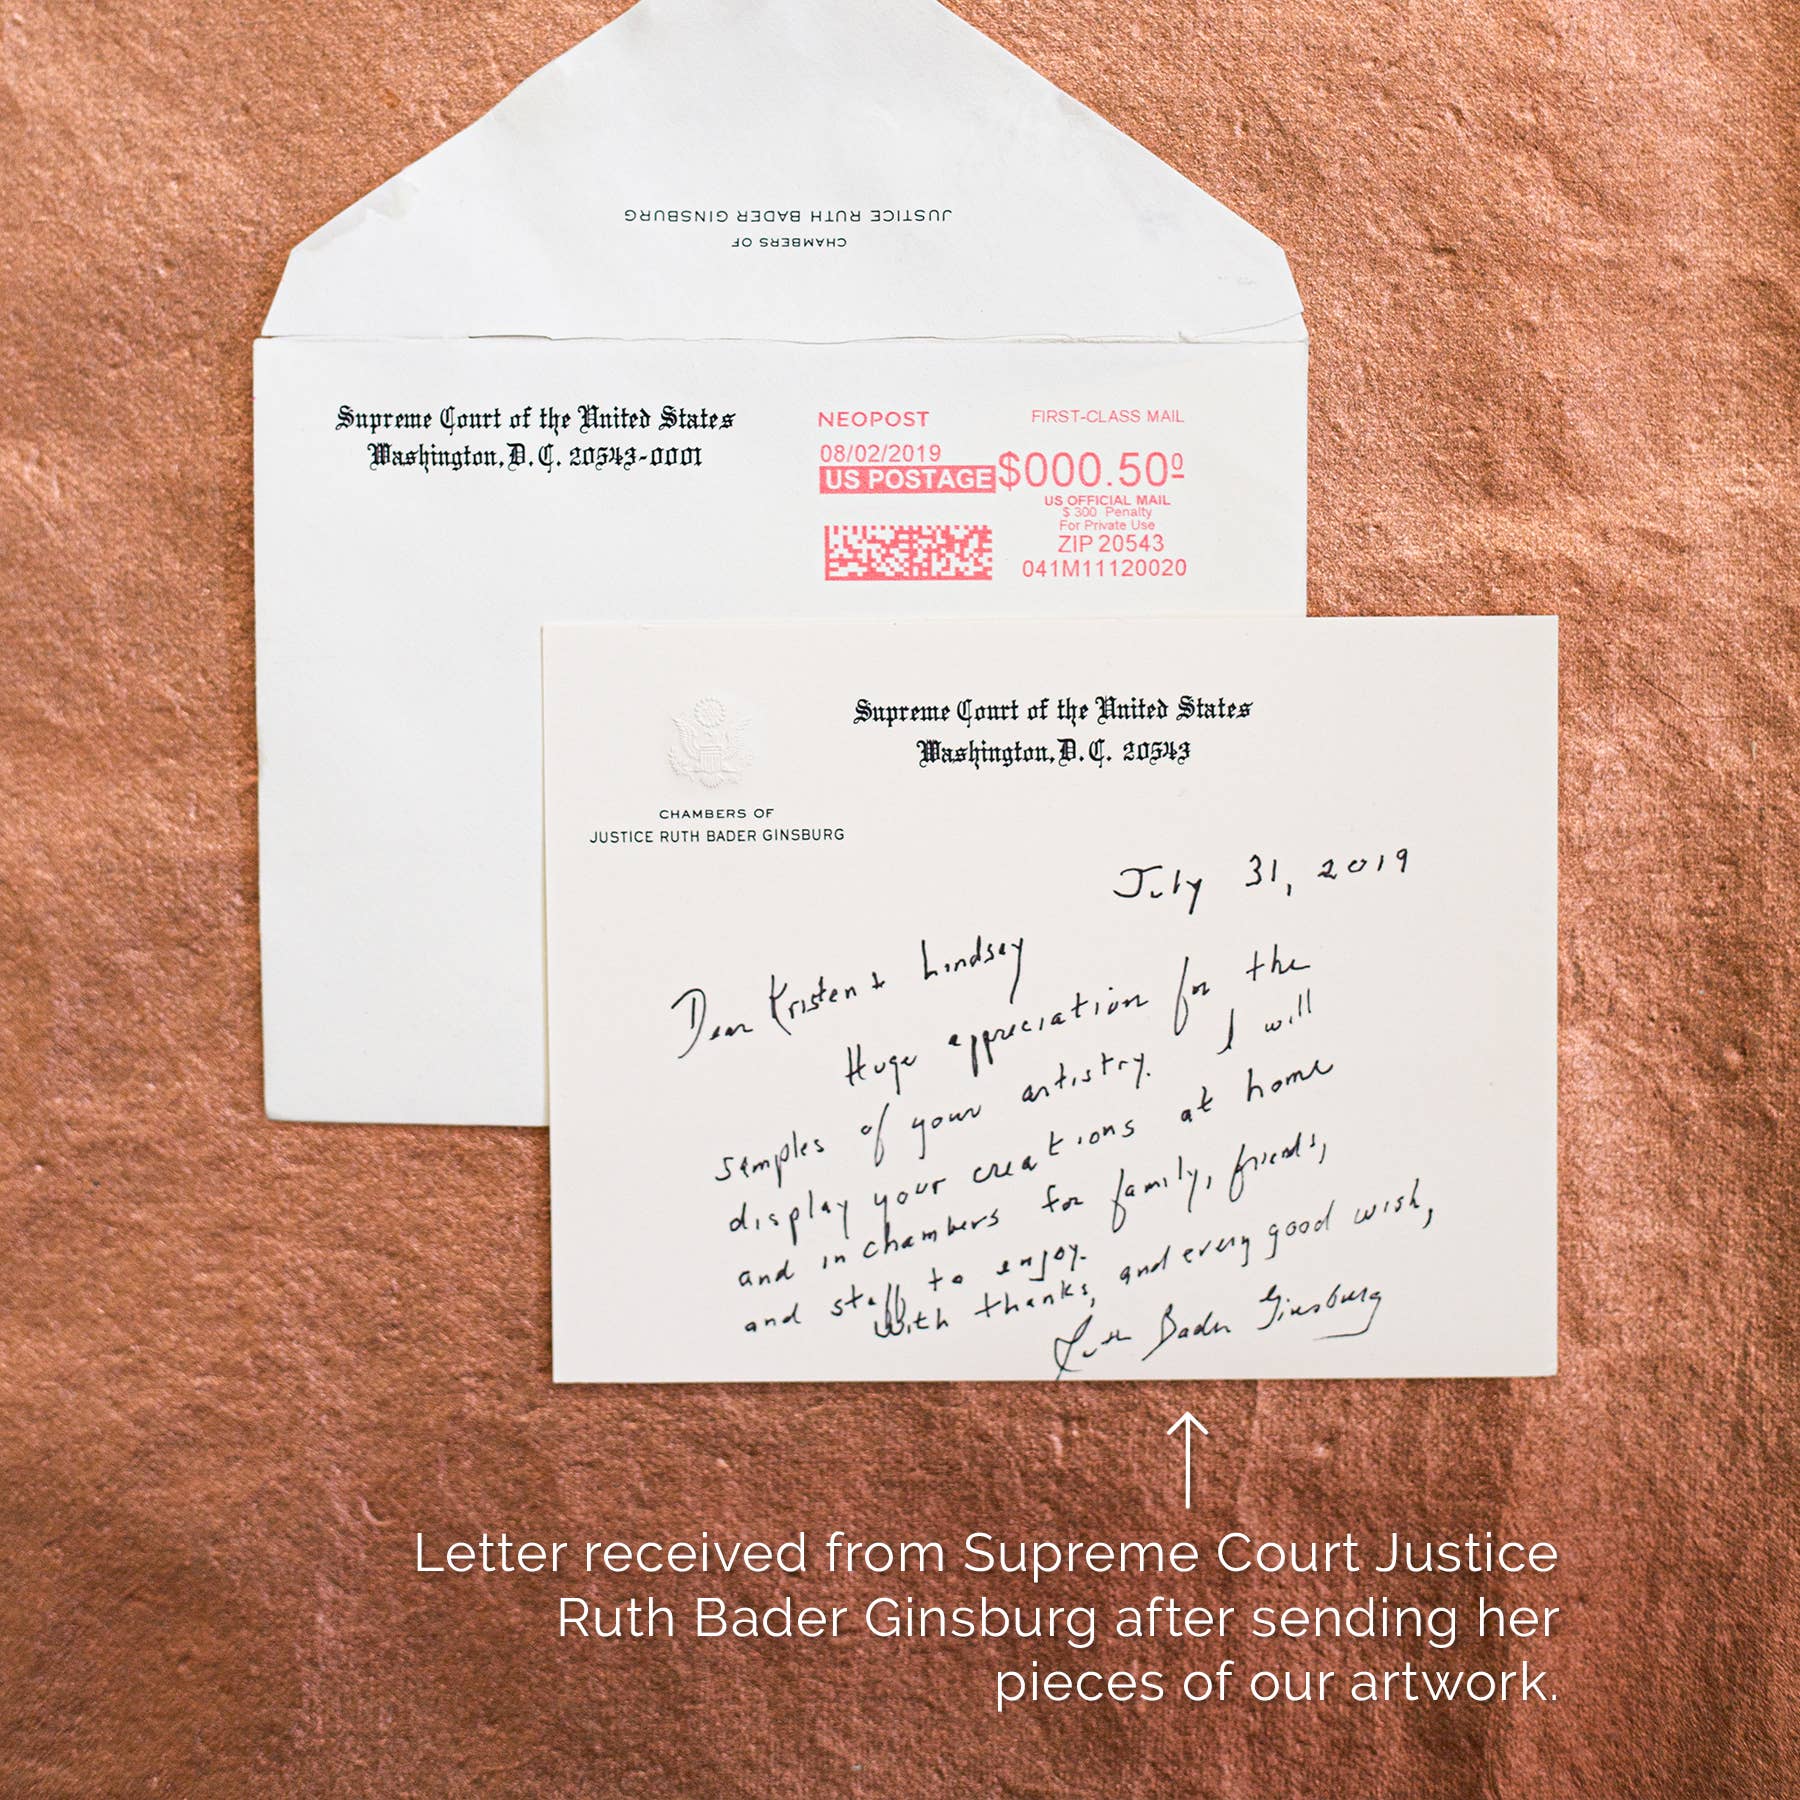 JUSTICE RUTH BADER GINSBURG
CHAMBERS OF
Supreme Court of the United States
Washington, D. C. 20543-0001
NEOPOST
FIRST-CLASS MAIL
08/02/2019
US POSTAGE $000.50⁰
US OFFICIAL MAIL
$ 300 Penalty
For Private Use
ZIP 20543
041M11120020
Supreme Court of the United States
Washington, D. C. 20543
CHAMBERS OF
JUSTICE RUTH BADER GINSBURG
July 31, 2019
Dear Kristen + Lindsey
Huge appreciation for the
samples of your artistry. I will
display your creations at home
and in chambers for family, friends,
and staff to enjoy.
With thanks, and every good wish,
Ruth Bader Ginsburg
Letter received from Supreme Court Justice
Ruth Bader Ginsburg after sending her
pieces of our artwork.